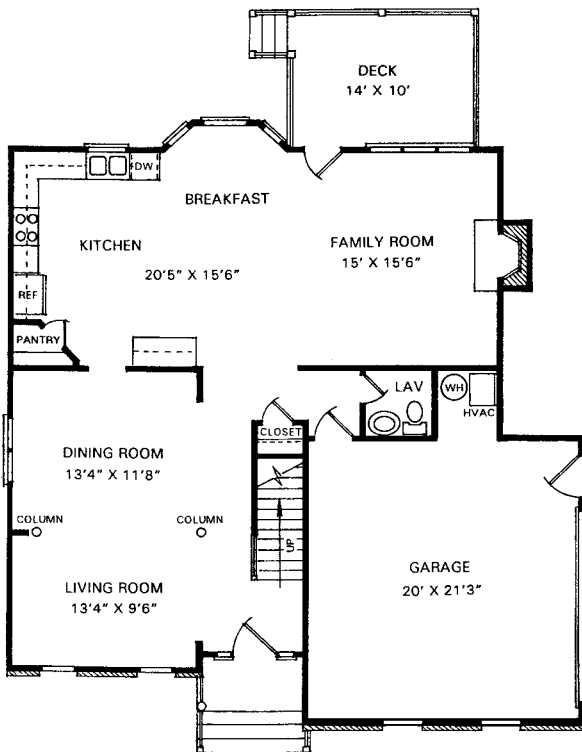 DECK
14' X 10'
DW
BREAKFAST
KITCHEN
FAMILY ROOM
20'5" X 15'6"
15' X 15'6"
REF
PANTRY
LAV
WH
HVAC
CLOSET
DINING ROOM
13'4" X 11'8"
COLUMN
COLUMN
UP
LIVING ROOM
13'4" X 9'6"
GARAGE
20' X 21'3"